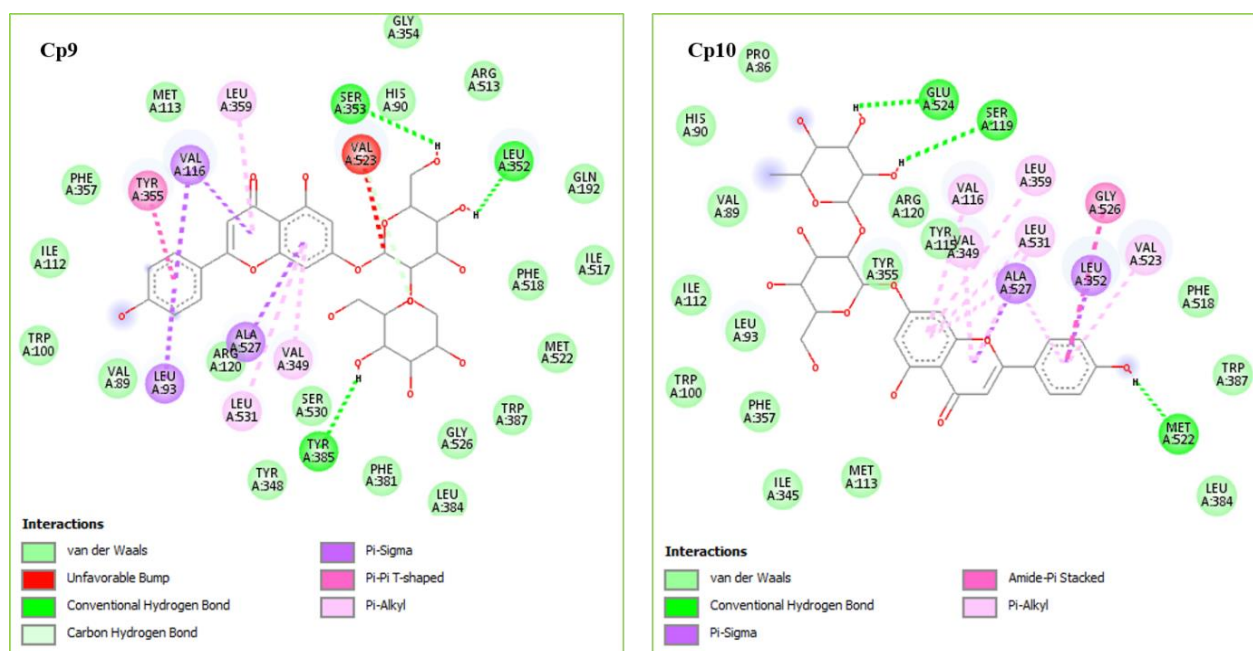 Cp9
GLY
A:354
ARG
A:513
MET
A:113
LEU
A:359
SER
A:353
HIS
A:90
VAL
A:116
VAL
A:523
LEU
A:352
PHE
A:357
TYR
A:355
GLN
A:192
ILE
A:112
PHE
A:518
ILE
A:517
TRP
A:100
VAL
A:89
LEU
A:93
ARG
A:120
ALA
A:527
VAL
A:349
MET
A:522
LEU
A:531
SER
A:530
TRP
A:387
TYR
A:385
GLY
A:526
TYR
A:348
PHE
A:381
LEU
A:384
O
O
O
O
O
O
O
O
O
O
O
O
O
O
H
H
H
Interactions
van der Waals
Unfavorable Bump
Conventional Hydrogen Bond
Carbon Hydrogen Bond
Pi-Sigma
Pi-Pi T-shaped
Pi-Alkyl
Cp10
PRO
A:86
GLU
A:524
SER
A:119
HIS
A:90
LEU
A:359
VAL
A:116
GLY
A:526
VAL
A:89
ARG
A:120
TYR
A:115
VAL
A:349
LEU
A:531
VAL
A:523
TYR
A:355
ALA
A:527
LEU
A:352
ILE
A:112
PHE
A:518
LEU
A:93
TRP
A:100
PHE
A:357
TRP
A:387
MET
A:522
ILE
A:345
MET
A:113
LEU
A:384
O
O
O
O
O
O
O
O
O
O
O
O
O
O
H
H
H
Interactions
van der Waals
Conventional Hydrogen Bond
Pi-Sigma
Amide-Pi Stacked
Pi-Alkyl